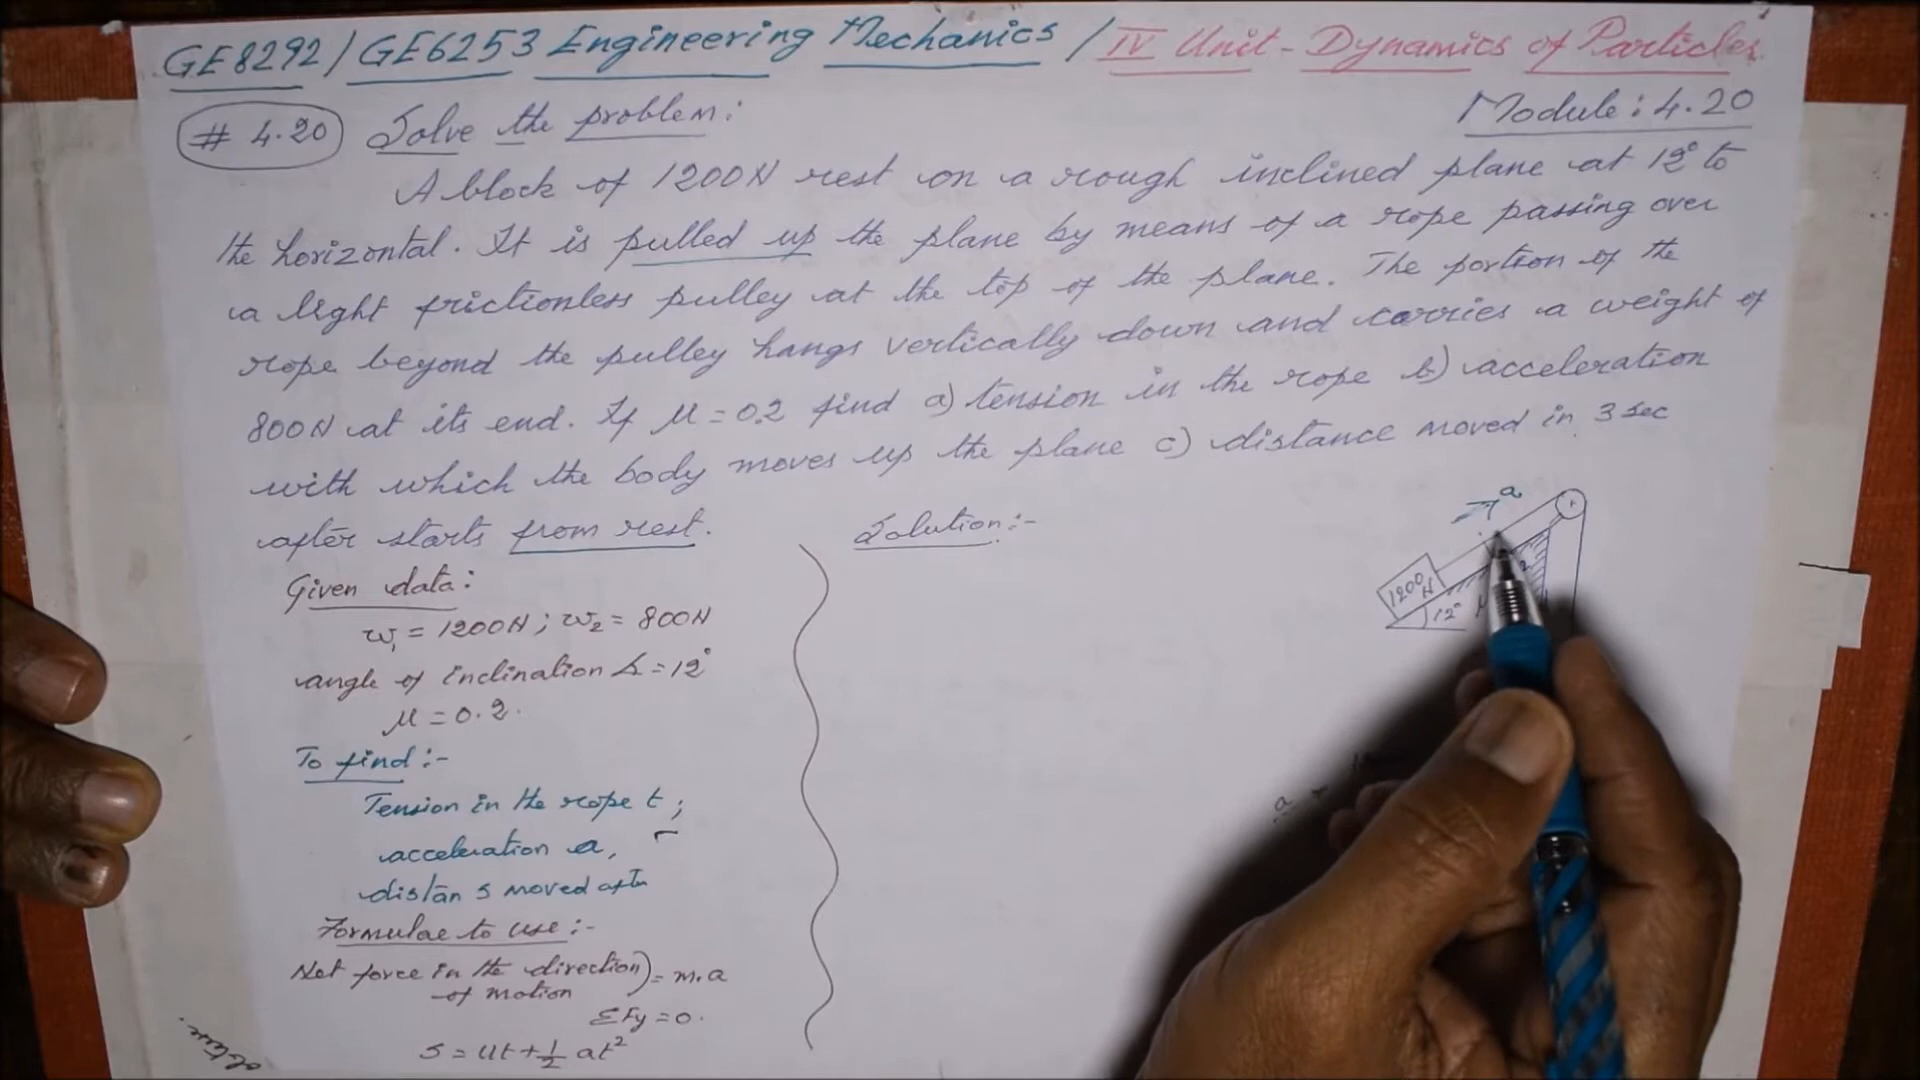 GE8292/GE6253 Engineering Mechanics / IV Unit - Dynamics of Particles
Module: 4.20
# 4.20 Solve the problem:
A block of 1200N rest on a rough inclined plane at 12° to
the horizontal. It is pulled up the plane by means of a rope passing over
a light frictionless pulley at the top of the plane. The portion of the
rope beyond the pulley hangs vertically down and carries a weight of
800N at its end. If μ = 0.2 find a) tension in the rope b) acceleration
with which the body moves up the plane c) distance moved in 3 sec
after starts from rest.
Given data:
w₁ = 1200N; w₂ = 800N
angle of inclination = 12°
μ = 0.2.
To find:-
Tension in the rope t;
acceleration a,
distan s moved aftr
Formulae to use:-
Net force in the direction) = m.a
of motion
ΣFy = 0.
s = ut + ½ at²
Solution:-
a
1200
N
12°
μ
a